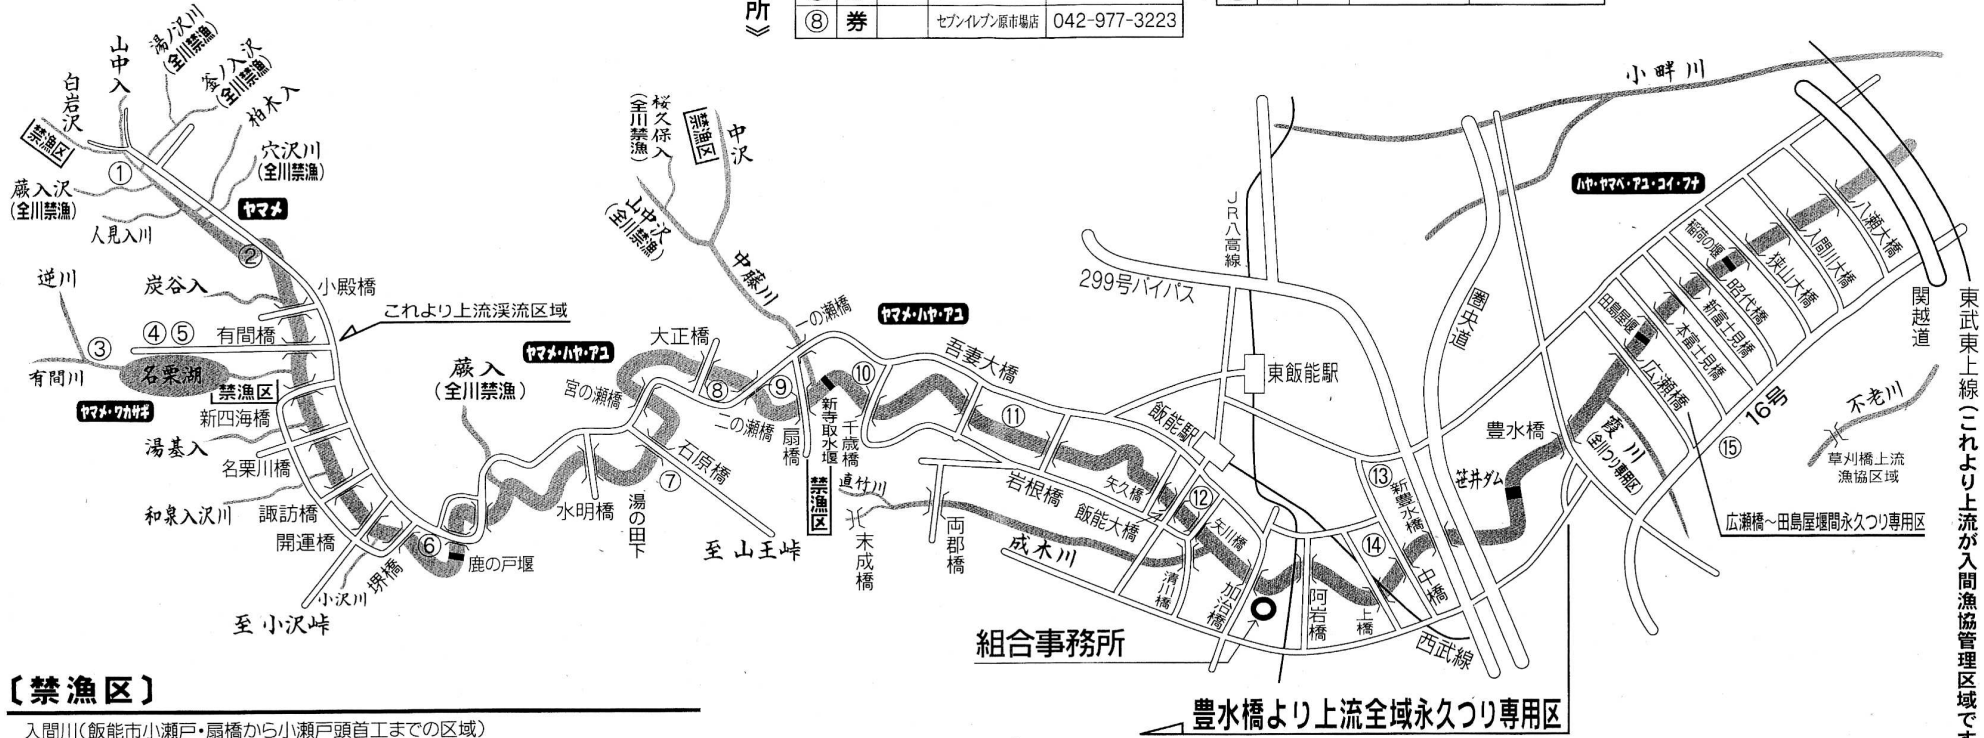 所》
⑧ 券 セブンイレブン原市場店 042-977-3223
白岩沢
禁漁区
山中入
湯ノ沢川
(全川禁漁)
釜ノ入沢
(全川禁漁)
柏木入
穴沢川
(全川禁漁)
①
蕨入沢
(全川禁漁)
人見入川
ヤマメ
②
逆川
炭谷入
小殿橋
これより上流渓流区域
③
④ ⑤
有間橋
有間川
名栗湖
禁漁区
ヤマメ・ワカサギ
新四海橋
湯基入
名栗川橋
和泉入沢川
諏訪橋
開運橋
小沢川
堺橋
至 小沢峠
⑥
鹿の戸堰
蕨入
(全川禁漁)
水明橋
湯の田下
ヤマメ・ハヤ・アユ
宮の瀬橋
大正橋
石原橋
⑦
至 山王峠
⑧
二の瀬橋
⑨
扇橋
桜久保入
(全川禁漁)
禁漁区
中沢
山中沢
(全川禁漁)
中藤川
一の瀬橋
新寺取水堰
禁漁区
⑩
千歳橋
ヤマメ・ハヤ・アユ
吾妻大橋
⑪
直竹川
末成橋
両郡橋
成木川
岩根橋
飯能大橋
矢久橋
飯能駅
⑫
矢川橋
清川橋
加治橋
組合事務所
阿岩橋
上橋
⑭
⑬
新豊水橋
中橋
西武線
299号バイパス
JR八高線
東飯能駅
圏央道
小畔川
ハヤ・ヤマベ・アユ・コイ・フナ
笹井ダム
豊水橋
霞川
(全川つり専用区)
広瀬橋
田島屋堰
本富士見橋
新富士見橋
稲荷の堰
昭代橋
狭山大橋
入間川大橋
八瀬大橋
16号
⑮
関越道
不老川
草刈橋上流
漁協区域
広瀬橋～田島屋堰間永久つり専用区
豊水橋より上流全域永久つり専用区
東武東上線(これより上流が入間漁協管理区域です
〔禁漁区〕
入間川(飯能市小瀬戸・扇橋から小瀬戸頭首工までの区域)